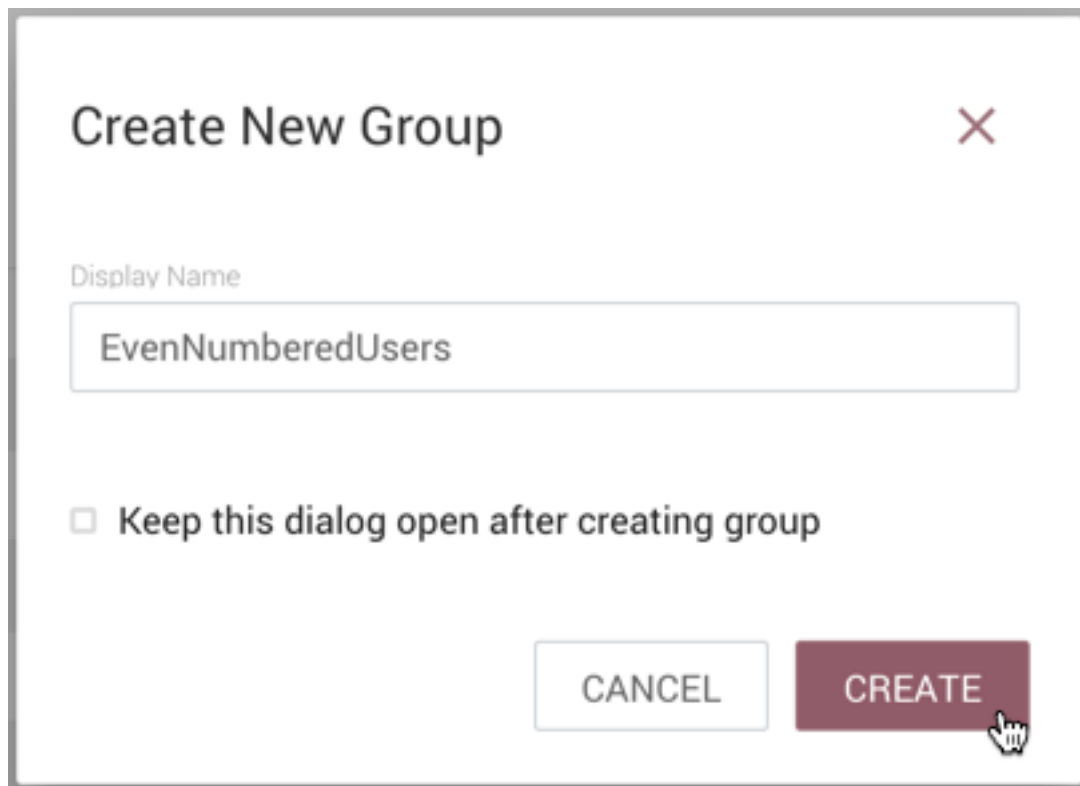 Create New Group
Display Name
EvenNumberedUsers
Keep this dialog open after creating group
CANCEL
CREATE